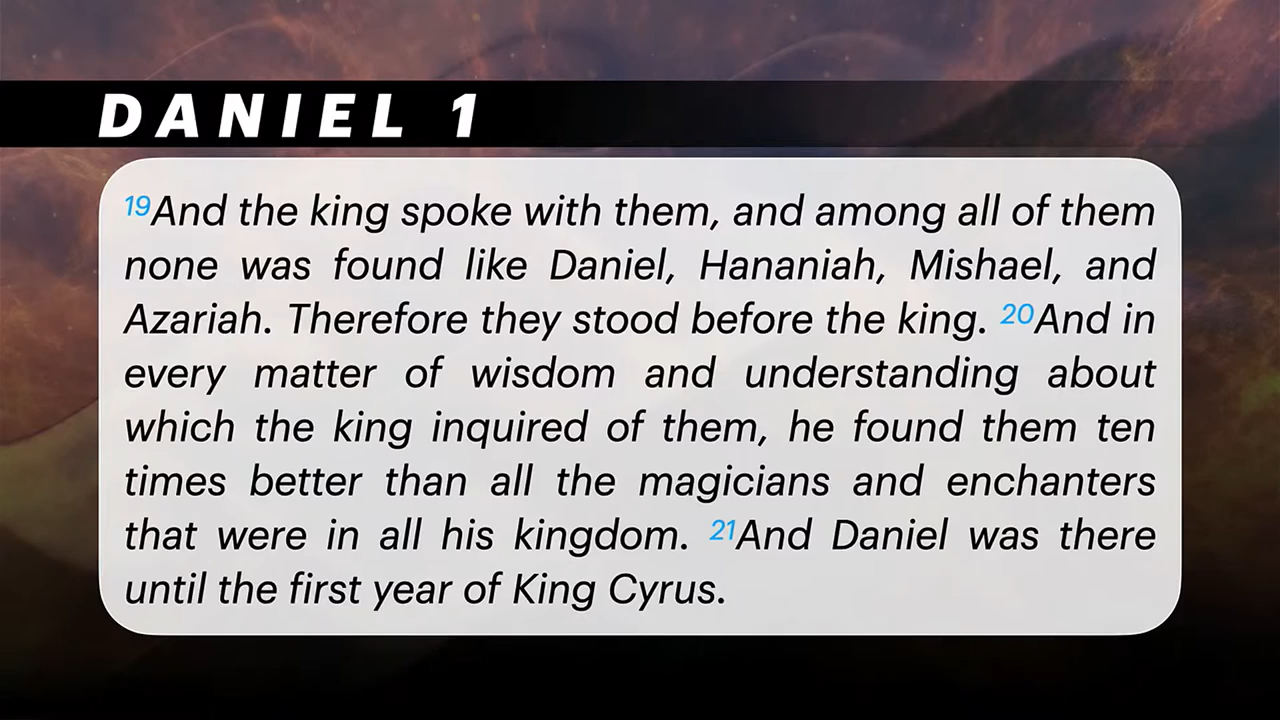 DANIEL 1
19And the king spoke with them, and among all of them
none was found like Daniel, Hananiah, Mishael, and
Azariah. Therefore they stood before the king. 20And in
every matter of wisdom and understanding about
which the king inquired of them, he found them ten
times better than all the magicians and enchanters
that were in all his kingdom. 21And Daniel was there
until the first year of King Cyrus.